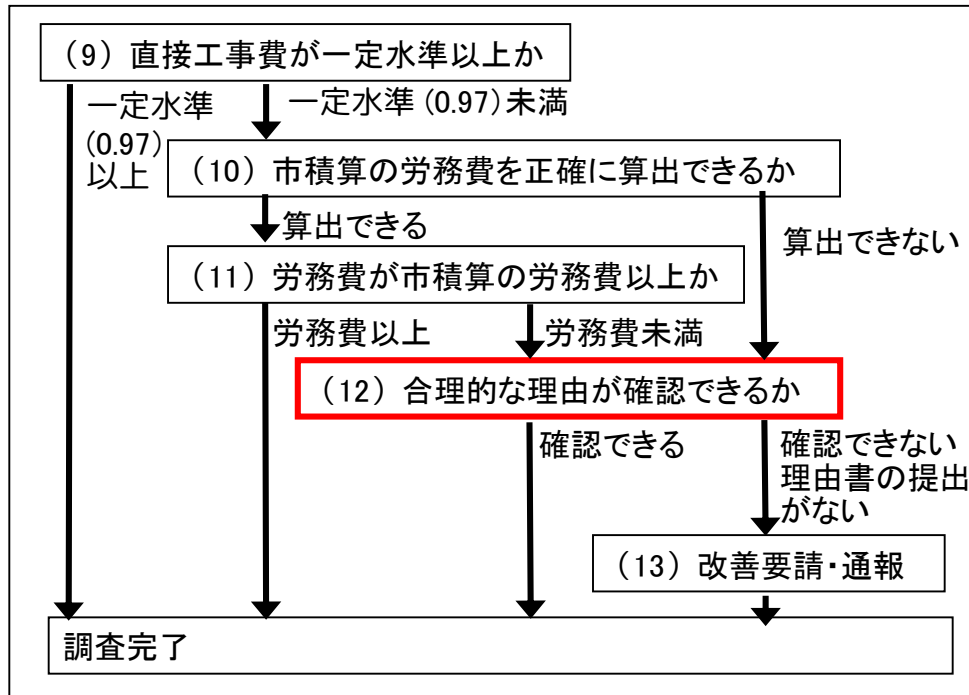 （9）直接工事費が一定水準以上か
一定水準
(0.97)
以上
一定水準(0.97)未満
（10）市積算の労務費を正確に算出できるか
算出できる
算出できない
（11）労務費が市積算の労務費以上か
労務費以上
労務費未満
（12）合理的な理由が確認できるか
確認できる
確認できない
理由書の提出
がない
（13）改善要請・通報
調査完了